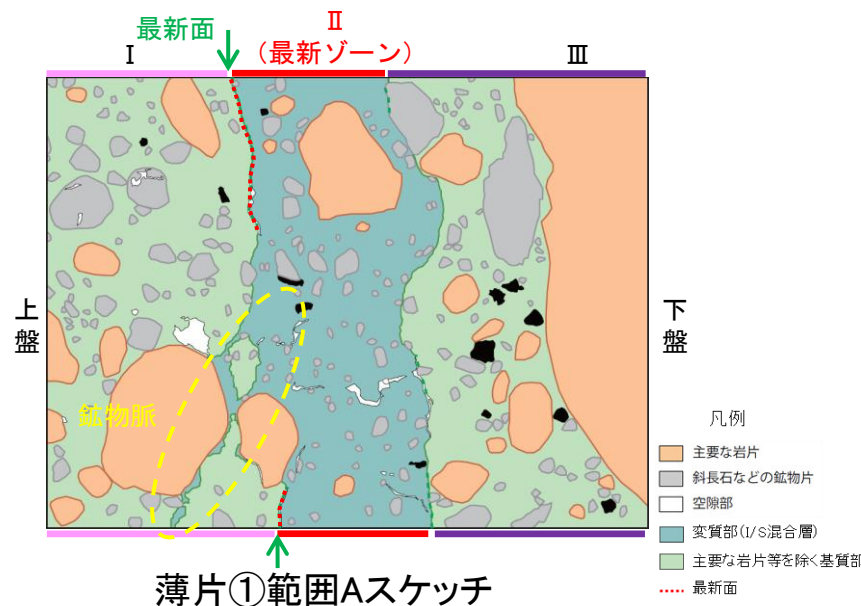 最新面
Ⅰ
Ⅱ
（最新ゾーン）
Ⅲ
上盤
下盤
鉱物脈
凡例
主要な岩片
斜長石などの鉱物片
空隙部
変質部(I/S混合層)
主要な岩片等を除く基質部
最新面
薄片①範囲Aスケッチ